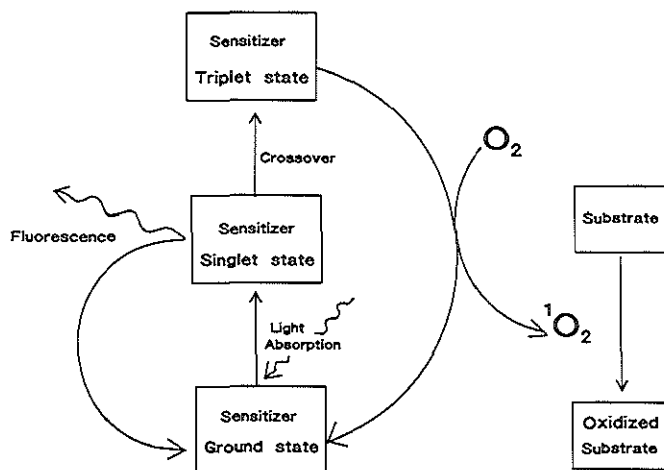 Sensitizer
Triplet state
Crossover
O₂
Fluorescence
Sensitizer
Singlet state
Substrate
Light
Absorption
¹O₂
Sensitizer
Ground state
Oxidized
Substrate